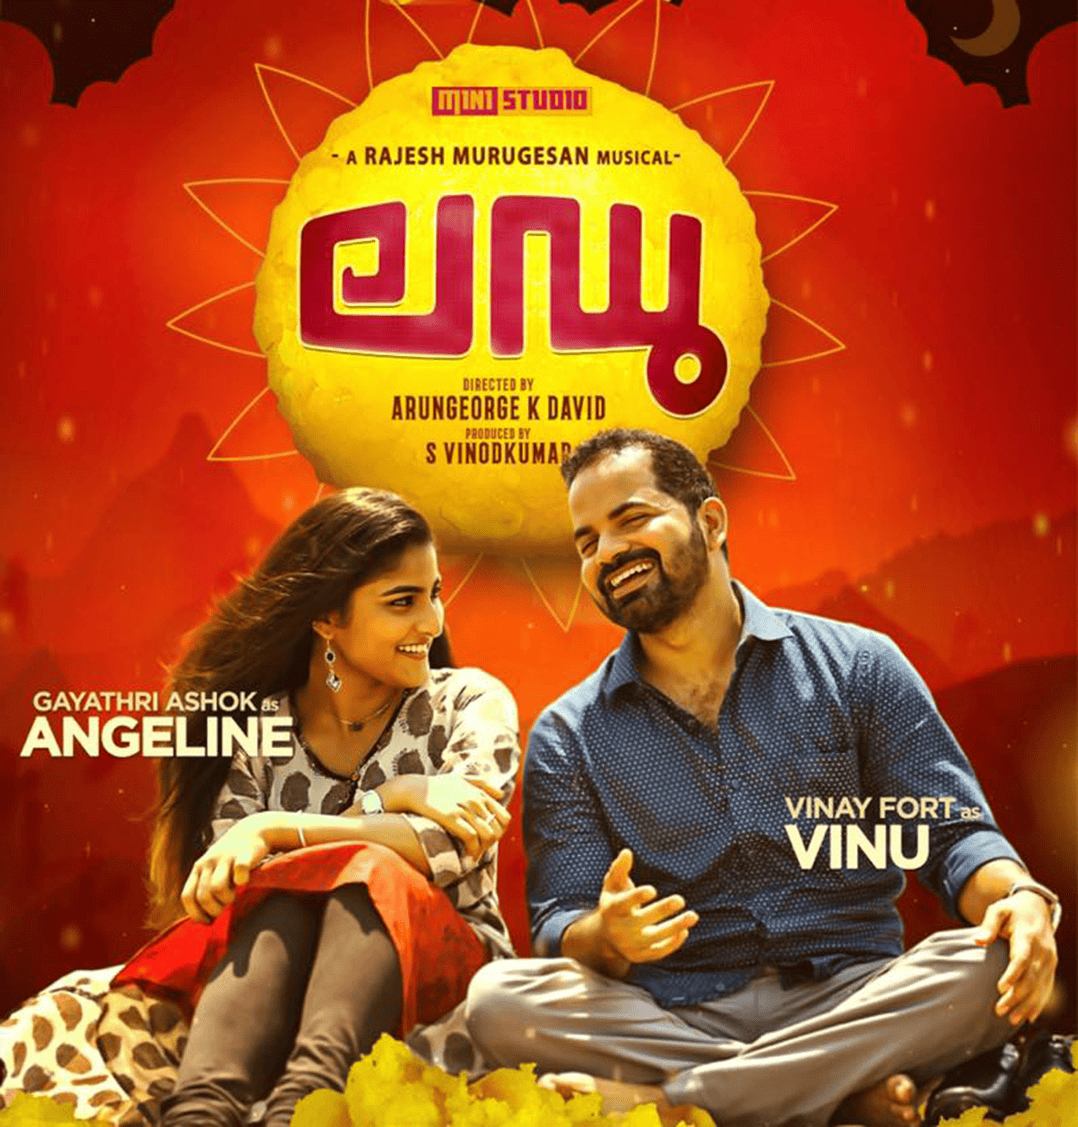 MINI STUDIO
- A RAJESH MURUGESAN MUSICAL-
ലഡു
DIRECTED BY
ARUNGEORGE K DAVID
PRODUCED BY
S VINODKUMAR
GAYATHRI ASHOK as
ANGELINE
VINAY FORT as
VINU